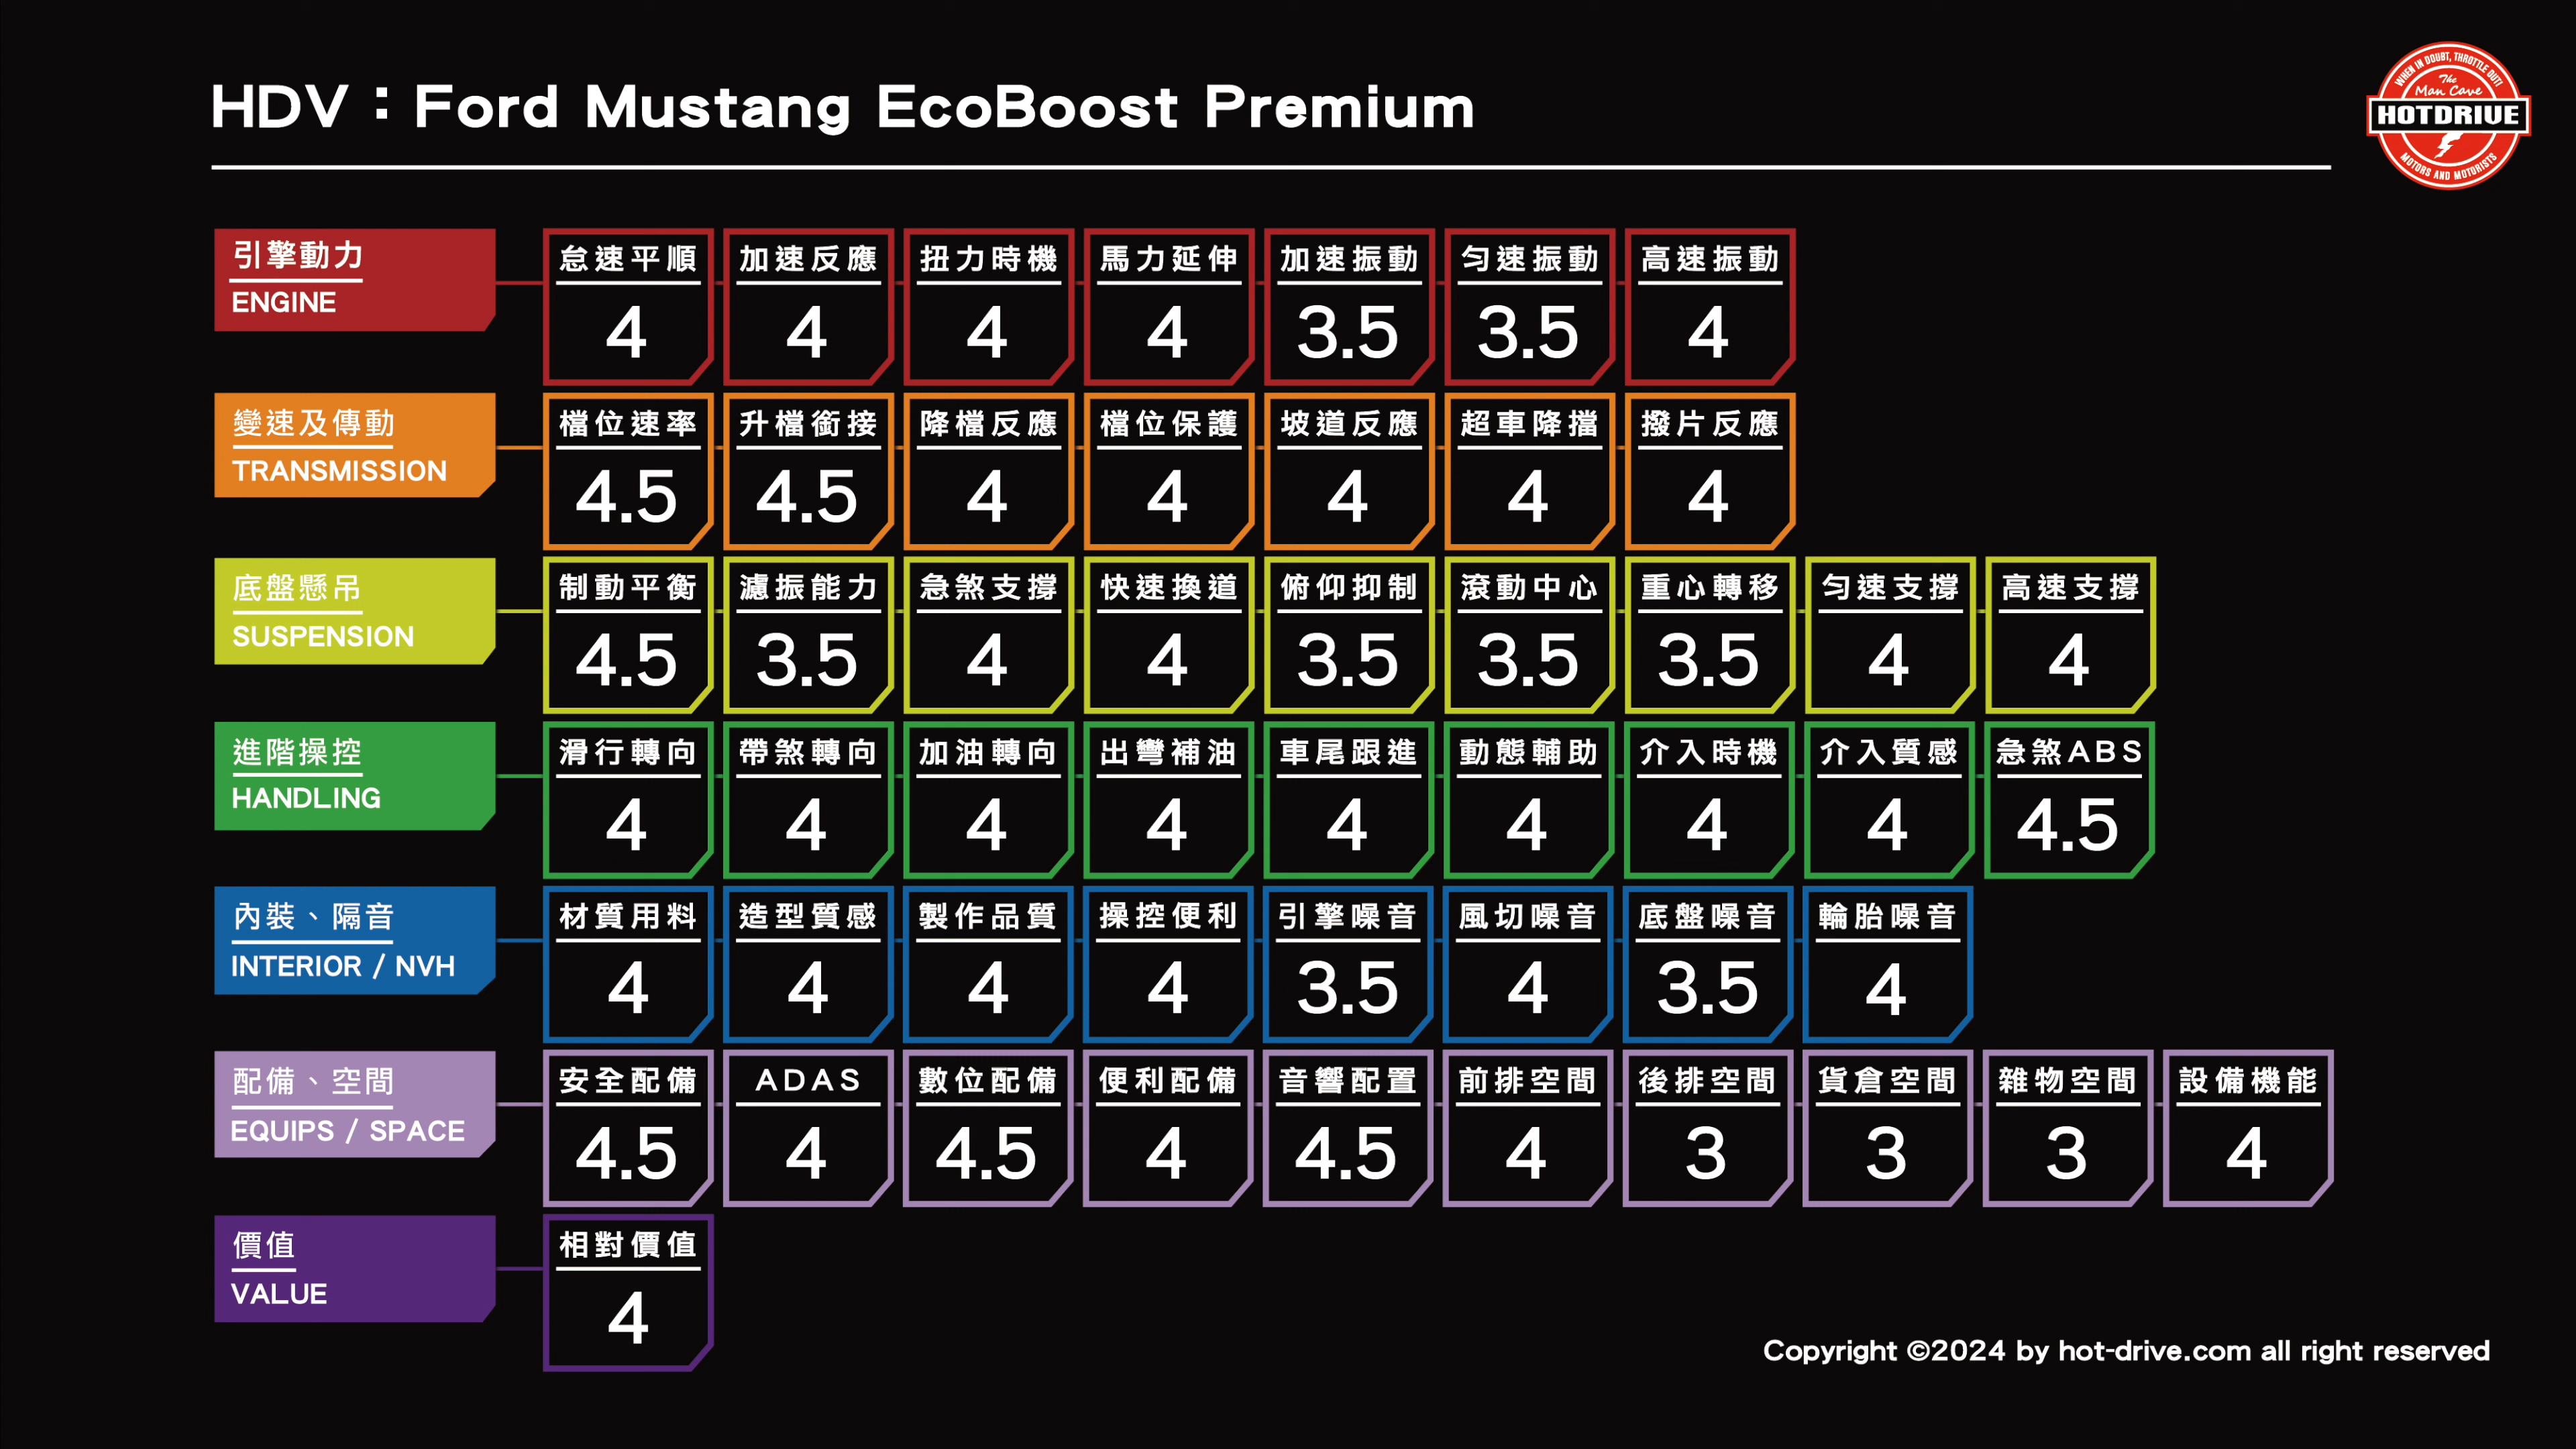 HDV：Ford Mustang EcoBoost Premium
WHEN IN DOUBT, THROTTLE OUT!
The
Man Cave
HOTDRIVE
MOTORS AND MOTORISTS
引擎動力
ENGINE
怠速平順 加速反應 扭力時機 馬力延伸 加速振動 勻速振動 高速振動
4 4 4 4 3.5 3.5 4
變速及傳動
TRANSMISSION
檔位速率 升檔銜接 降檔反應 檔位保護 坡道反應 超車降擋 撥片反應
4.5 4.5 4 4 4 4 4
底盤懸吊
SUSPENSION
制動平衡 濾振能力 急煞支撐 快速換道 俯仰抑制 滾動中心 重心轉移 勻速支撐 高速支撐
4.5 3.5 4 4 3.5 3.5 3.5 4 4
進階操控
HANDLING
滑行轉向 帶煞轉向 加油轉向 出彎補油 車尾跟進 動態輔助 介入時機 介入質感 急煞ABS
4 4 4 4 4 4 4 4 4.5
內裝、隔音
INTERIOR / NVH
材質用料 造型質感 製作品質 操控便利 引擎噪音 風切噪音 底盤噪音 輪胎噪音
4 4 4 4 3.5 4 3.5 4
配備、空間
EQUIPS / SPACE
安全配備 ADAS 數位配備 便利配備 音響配置 前排空間 後排空間 貨倉空間 雜物空間 設備機能
4.5 4 4.5 4 4.5 4 3 3 3 4
價值
VALUE
相對價值
4
Copyright ©2024 by hot-drive.com all right reserved